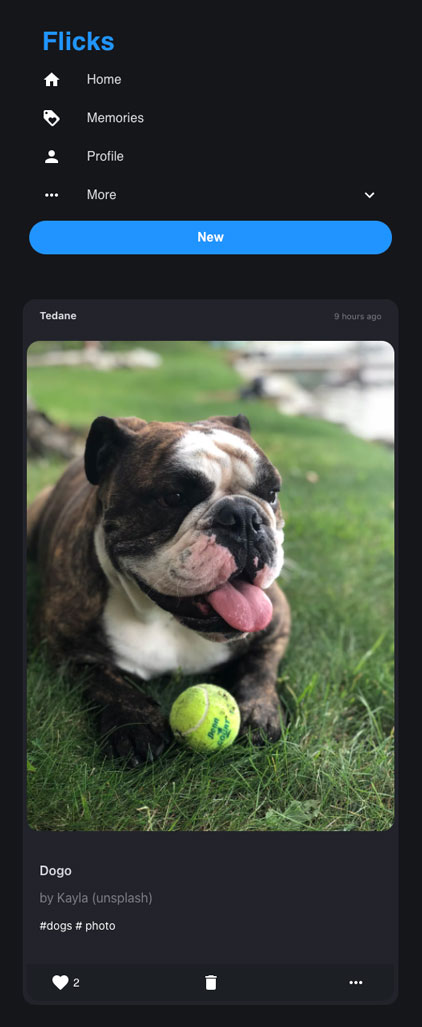 Flicks
Home
Memories
Profile
More
New
Tedane
9 hours ago
Dogo
by Kayla (unsplash)
#dogs # photo
2